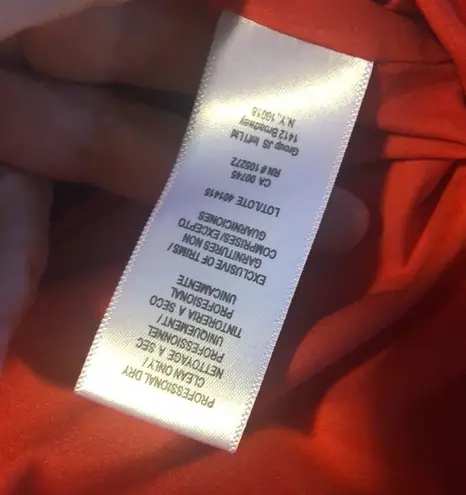 PROFESSIONAL DRY
CLEAN ONLY /
NETTOYAGE A SEC
PROFESSIONNEL
UNIQUEMENT /
TINTORERIA A SECO
PROFESIONAL
UNICAMENTE
EXCLUSIVE OF TRIMS /
GARNITURES NON
COMPRISES/ EXCEPTO
GUARNICIONES
LOT/LOTE 401415
CA 00745
RN # 105272
Group JS Int'l Ltd
1412 Broadway
N.Y. 10018